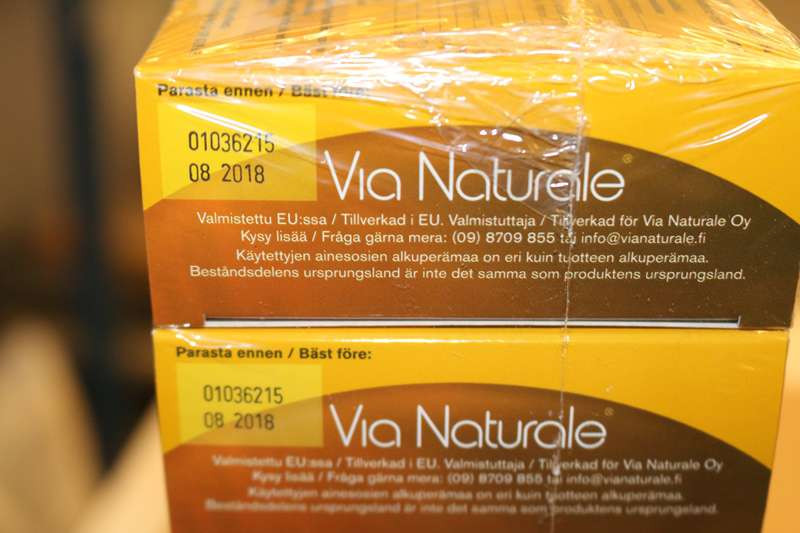 Parasta ennen / Bäst före:
01036215
08 2018
Via Naturale
Valmistettu EU:ssa / Tillverkad i EU. Valmistuttaja / Tillverkad för Via Naturale Oy
Kysy lisää / Fråga gärna mera: (09) 8709 855 tai info@vianaturale.fi
Käytettyjen ainesosien alkuperämaa on eri kuin tuotteen alkuperämaa.
Beståndsdelens ursprungsland är inte det samma som produktens ursprungsland.
Parasta ennen / Bäst före:
01036215
08 2018
Via Naturale®
Valmistettu EU:ssa / Tillverkad i EU. Valmistuttaja / Tillverkad för Via Naturale Oy
Kysy lisää / Fråga gärna mera: (09) 8709 855 tai info@vianaturale.fi
Käytettyjen ainesosien alkuperämaa on eri kuin tuotteen alkuperämaa.
Beståndsdelens ursprungsland är inte det samma som produktens ursprungsland.